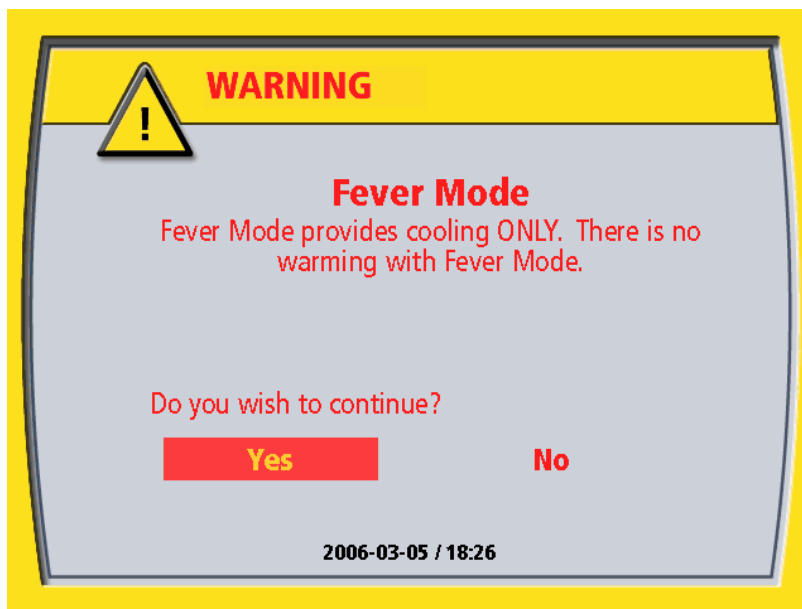 WARNING
!
Fever Mode
Fever Mode provides cooling ONLY. There is no
warming with Fever Mode.
Do you wish to continue?
Yes No
2006-03-05 / 18:26